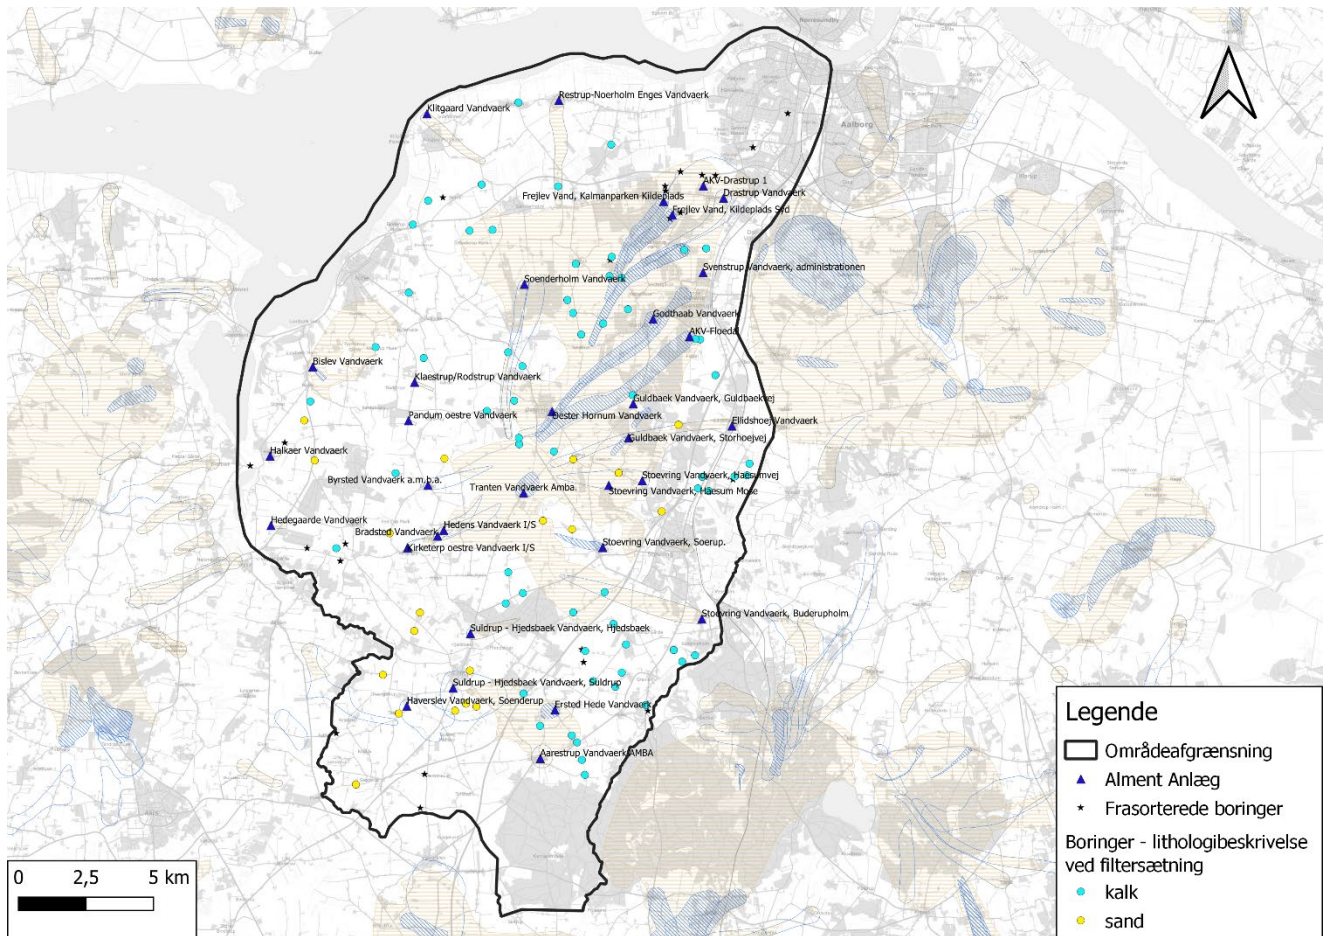 Restrup-Noerholm Enges Vandvaerk
Klitgaard Vandvaerk
Aalborg
AKV-Drastrup 1
Drastrup Vandvaerk
Frejlev Vand, Kalmanparken Kildeplads
Frejlev Vand, Kildeplads Syd
Svenstrup Vandvaerk, administrationen
Soenderholm Vandvaerk
Godthaab Vandvaerk
AKV-Floedal
Bislev Vandvaerk
Klaestrup/Rodstrup Vandvaerk
Guldbaek Vandvaerk, Guldbaekvej
Pandum oestre Vandvaerk
Oester Hornum Vandvaerk
Ellidshoej Vandvaerk
Guldbaek Vandvaerk, Storhoejvej
Halkaer Vandvaerk
Byrsted Vandvaerk a.m.b.a.
Tranten Vandvaerk Amba.
Stoevring Vandvaerk, Haesumvej
Stoevring Vandvaerk, Haesum Mose
Hedegaarde Vandvaerk
Hedens Vandvaerk I/S
Bradsted Vandvaerk
Kirketerp oestre Vandvaerk I/S
Stoevring Vandvaerk, Soerup.
Stoevring Vandvaerk, Buderupholm
Suldrup - Hjedsbaek Vandvaerk, Hjedsbaek
Suldrup - Hjedsbaek Vandvaerk, Suldrup
Haverslev Vandvaerk, Soenderup
Ersted Hede Vandvaerk
Aarestrup Vandvaerk AMBA
Legende
Områdeafgrænsning
Alment Anlæg
Frasorterede boringer
Boringer - lithologibeskrivelse
ved filtersætning
kalk
sand
0 2,5 5 km